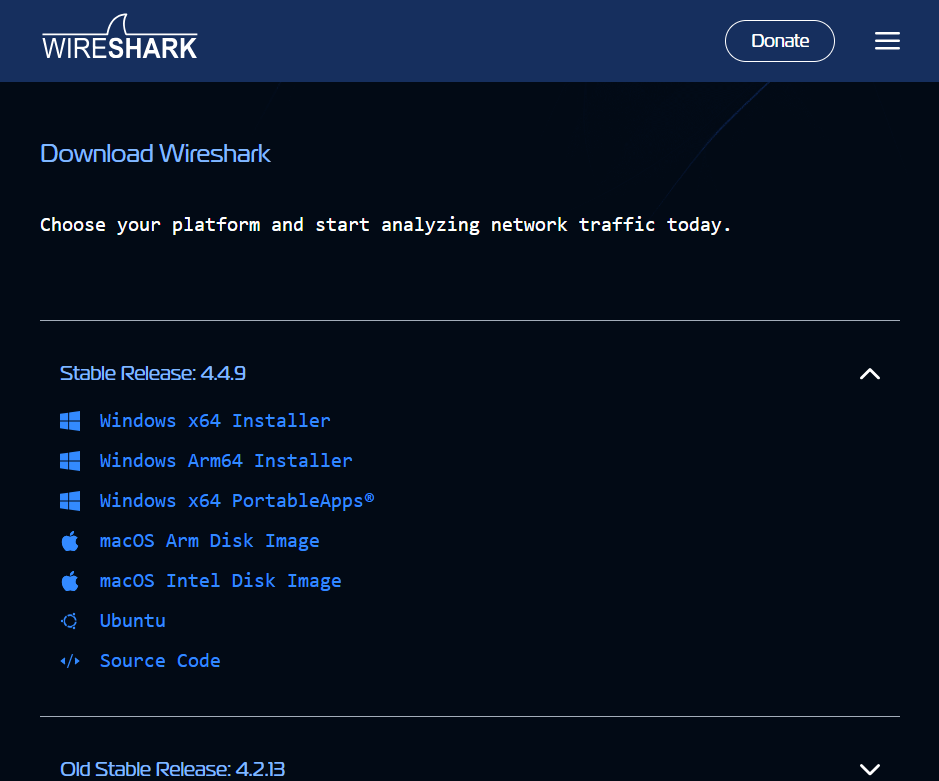 WIRESHARK
Donate
Download Wireshark
Choose your platform and start analyzing network traffic today.
Stable Release: 4.4.9
Windows x64 Installer
Windows Arm64 Installer
Windows x64 PortableApps®
macOS Arm Disk Image
macOS Intel Disk Image
Ubuntu
Source Code
Old Stable Release: 4.2.13